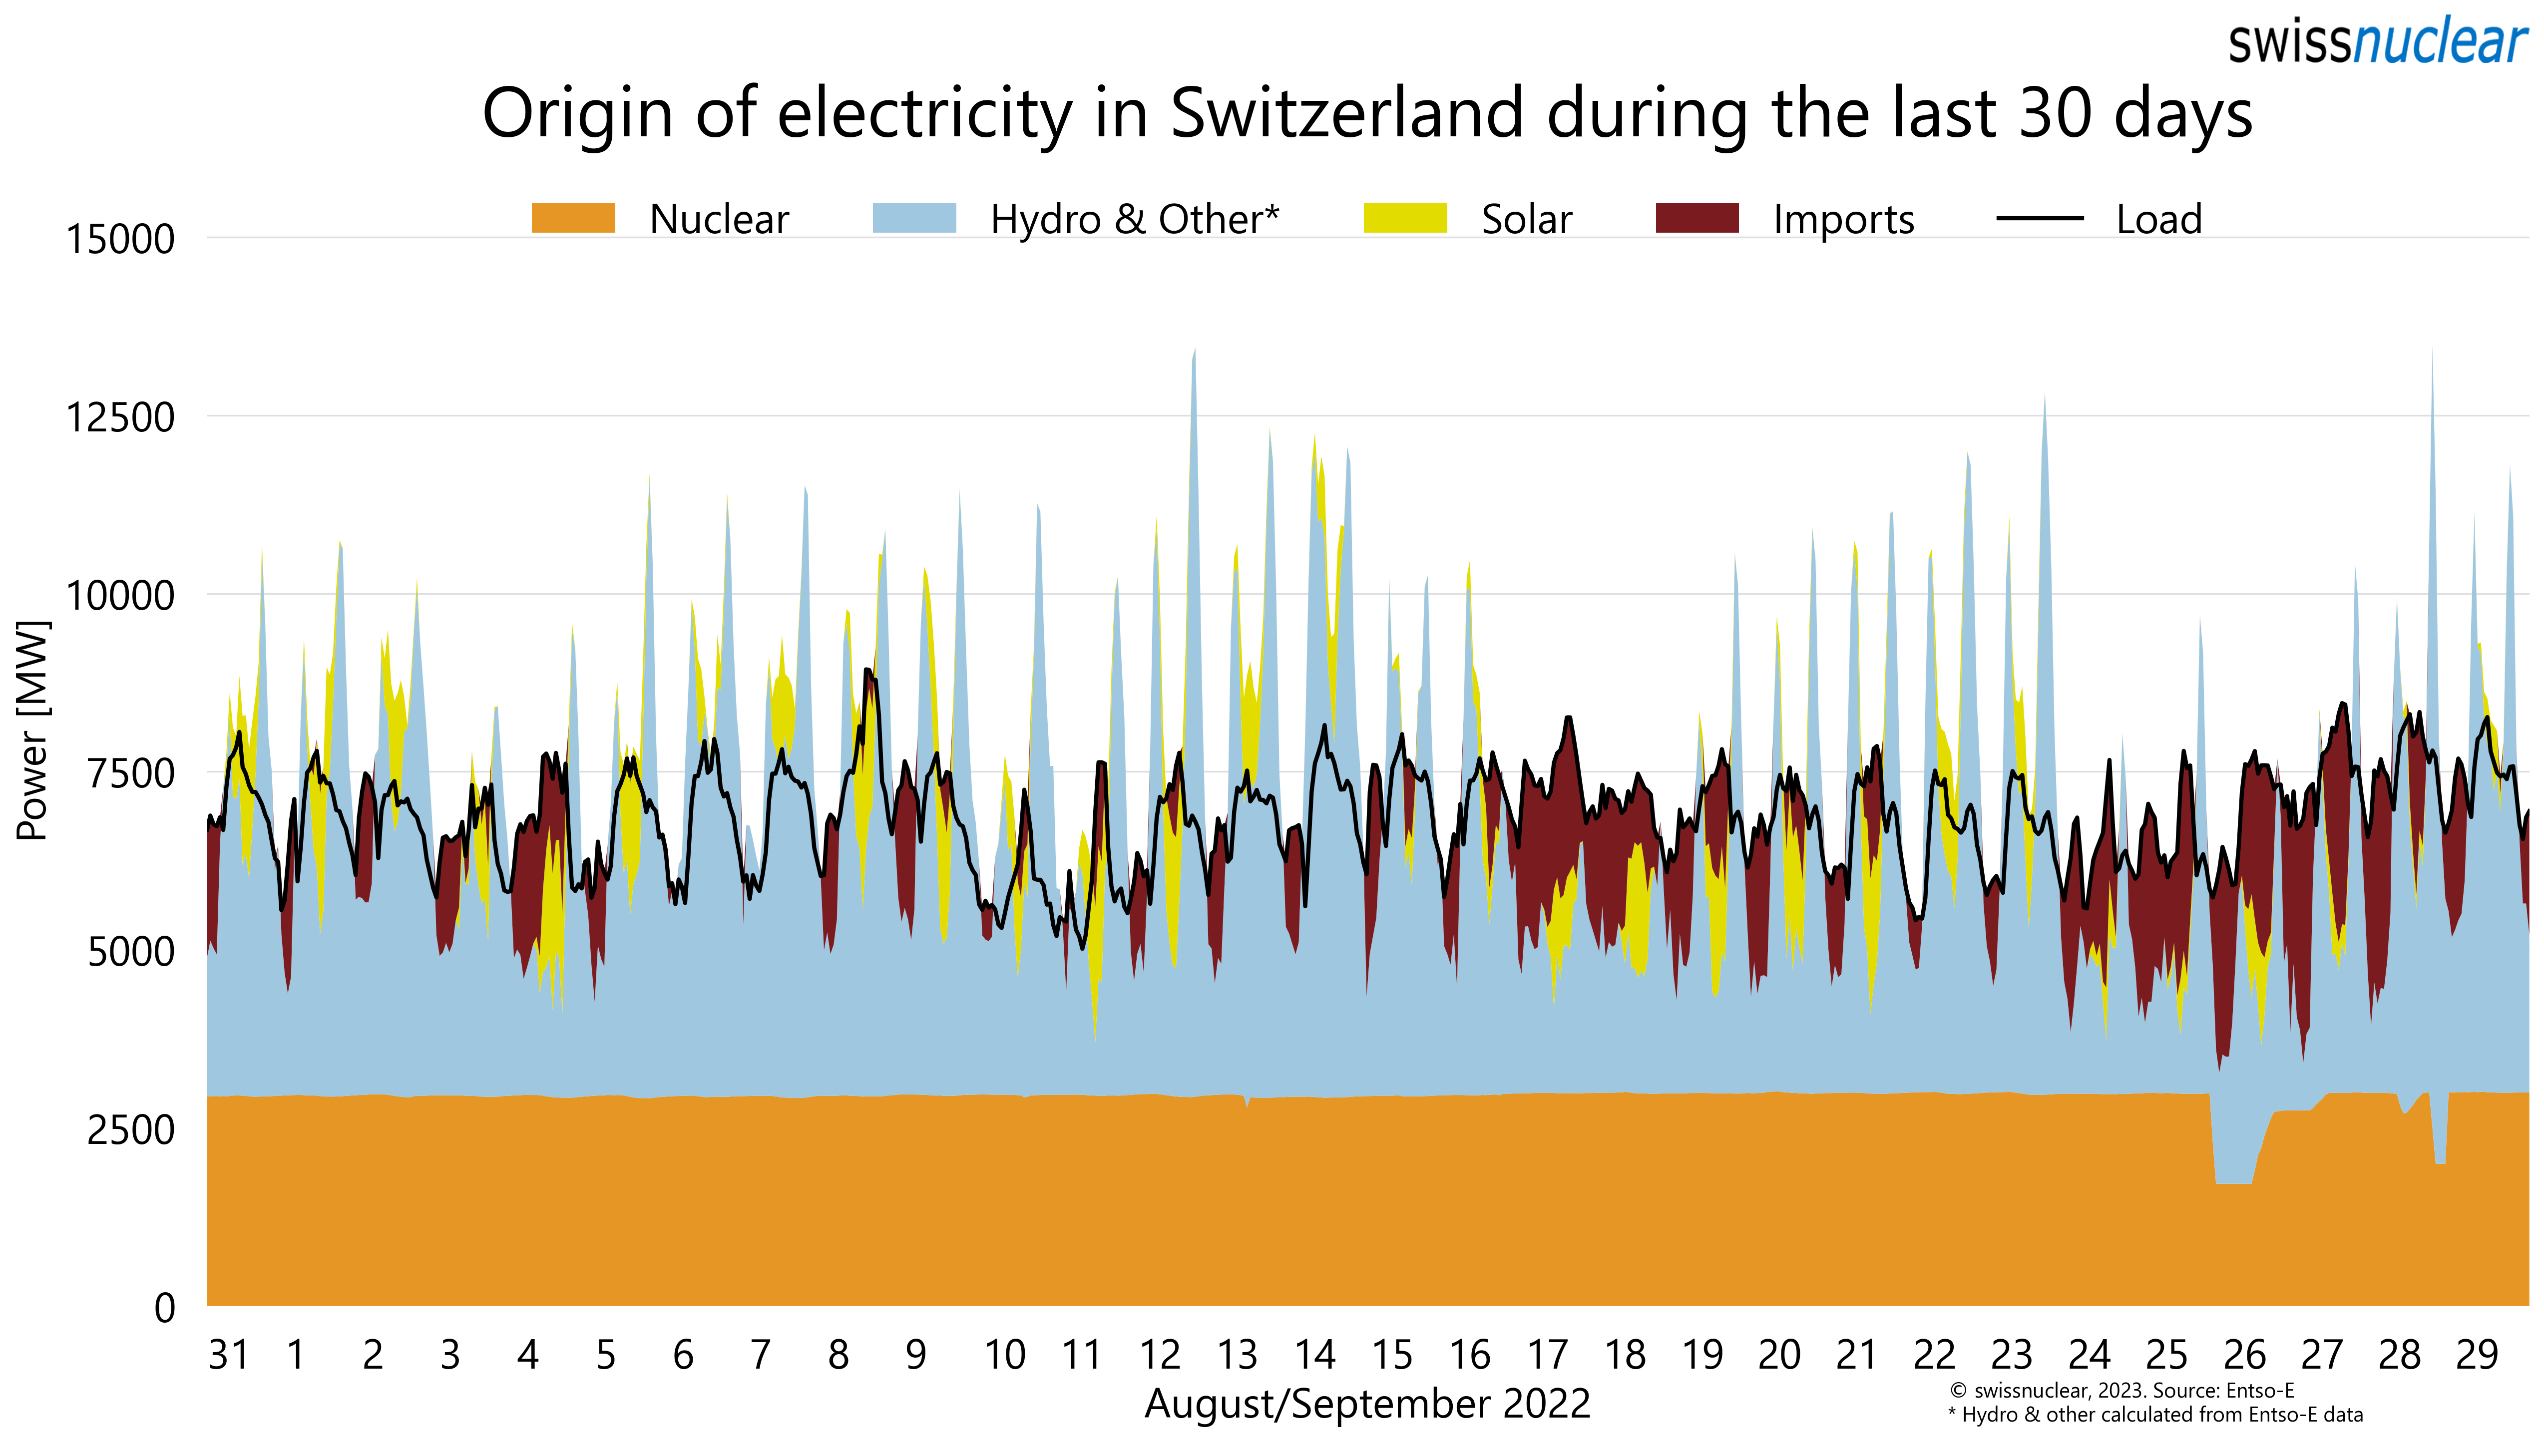 swissnuclear
Origin of electricity in Switzerland during the last 30 days
Nuclear Hydro & Other* Solar Imports Load
15000
12500
10000
7500
5000
2500
0
Power [MW]
31 1 2 3 4 5 6 7 8 9 10 11 12 13 14 15 16 17 18 19 20 21 22 23 24 25 26 27 28 29
August/September 2022
© swissnuclear, 2023. Source: Entso-E
* Hydro & other calculated from Entso-E data